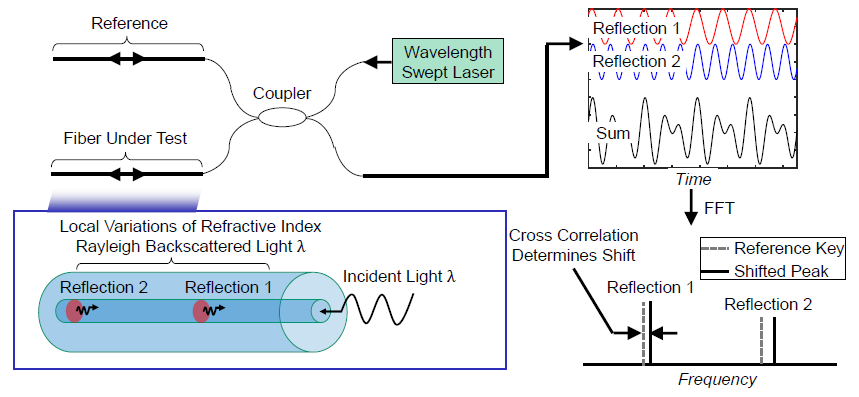 Reference
Wavelength
Swept Laser
Coupler
Fiber Under Test
Reflection 1
Reflection 2
Sum
Time
FFT
Local Variations of Refractive Index
Rayleigh Backscattered Light λ
Reflection 2
Reflection 1
Incident Light λ
Cross Correlation
Determines Shift
Reference Key
Shifted Peak
Reflection 1
Reflection 2
Frequency